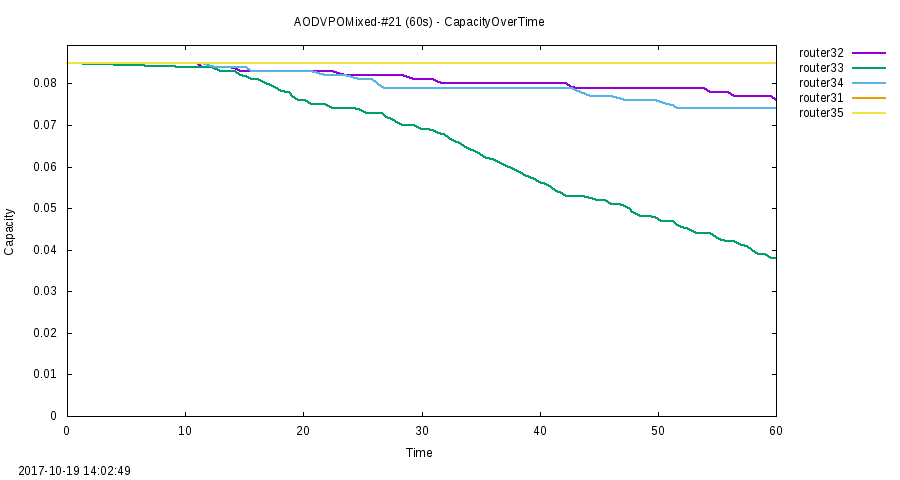 AODVPOMixed-#21 (60s) - CapacityOverTime
router32
router33
router34
router31
router35
0.08
0.07
0.06
0.05
0.04
0.03
0.02
0.01
0
Capacity
0 10 20 30 40 50 60
Time
2017-10-19 14:02:49